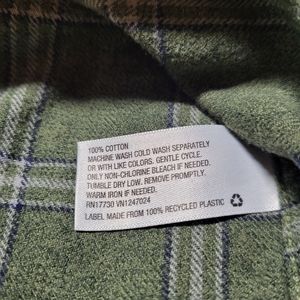 100% COTTON
MACHINE WASH COLD WASH SEPARATELY
OR WITH LIKE COLORS. GENTLE CYCLE.
ONLY NON-CHLORINE BLEACH IF NEEDED.
TUMBLE DRY LOW. REMOVE PROMPTLY.
WARM IRON IF NEEDED.
RN17730 VN1247024
LABEL MADE FROM 100% RECYCLED PLASTIC